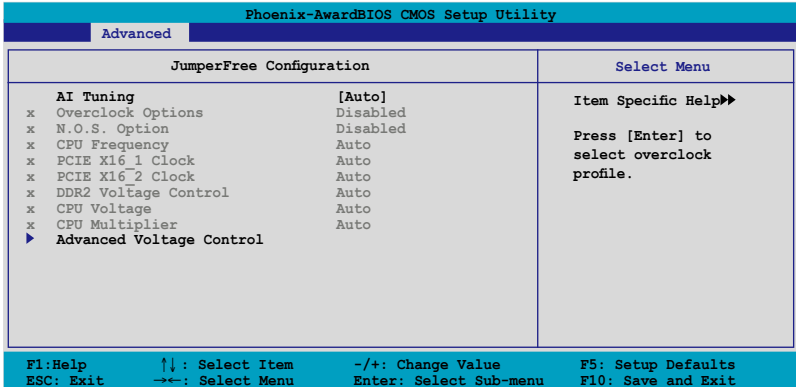 Phoenix-AwardBIOS CMOS Setup Utility
Advanced
JumperFree Configuration
Select Menu
AI Tuning [Auto]
x Overclock Options Disabled
x N.O.S. Option Disabled
x CPU Frequency Auto
x PCIE X16_1 Clock Auto
x PCIE X16_2 Clock Auto
x DDR2 Voltage Control Auto
x CPU Voltage Auto
x CPU Multiplier Auto
Advanced Voltage Control
Item Specific Help▶▶
Press [Enter] to
select overclock
profile.
F1:Help ↑↓: Select Item -/+: Change Value F5: Setup Defaults
ESC: Exit →←: Select Menu Enter: Select Sub-menu F10: Save and Exit